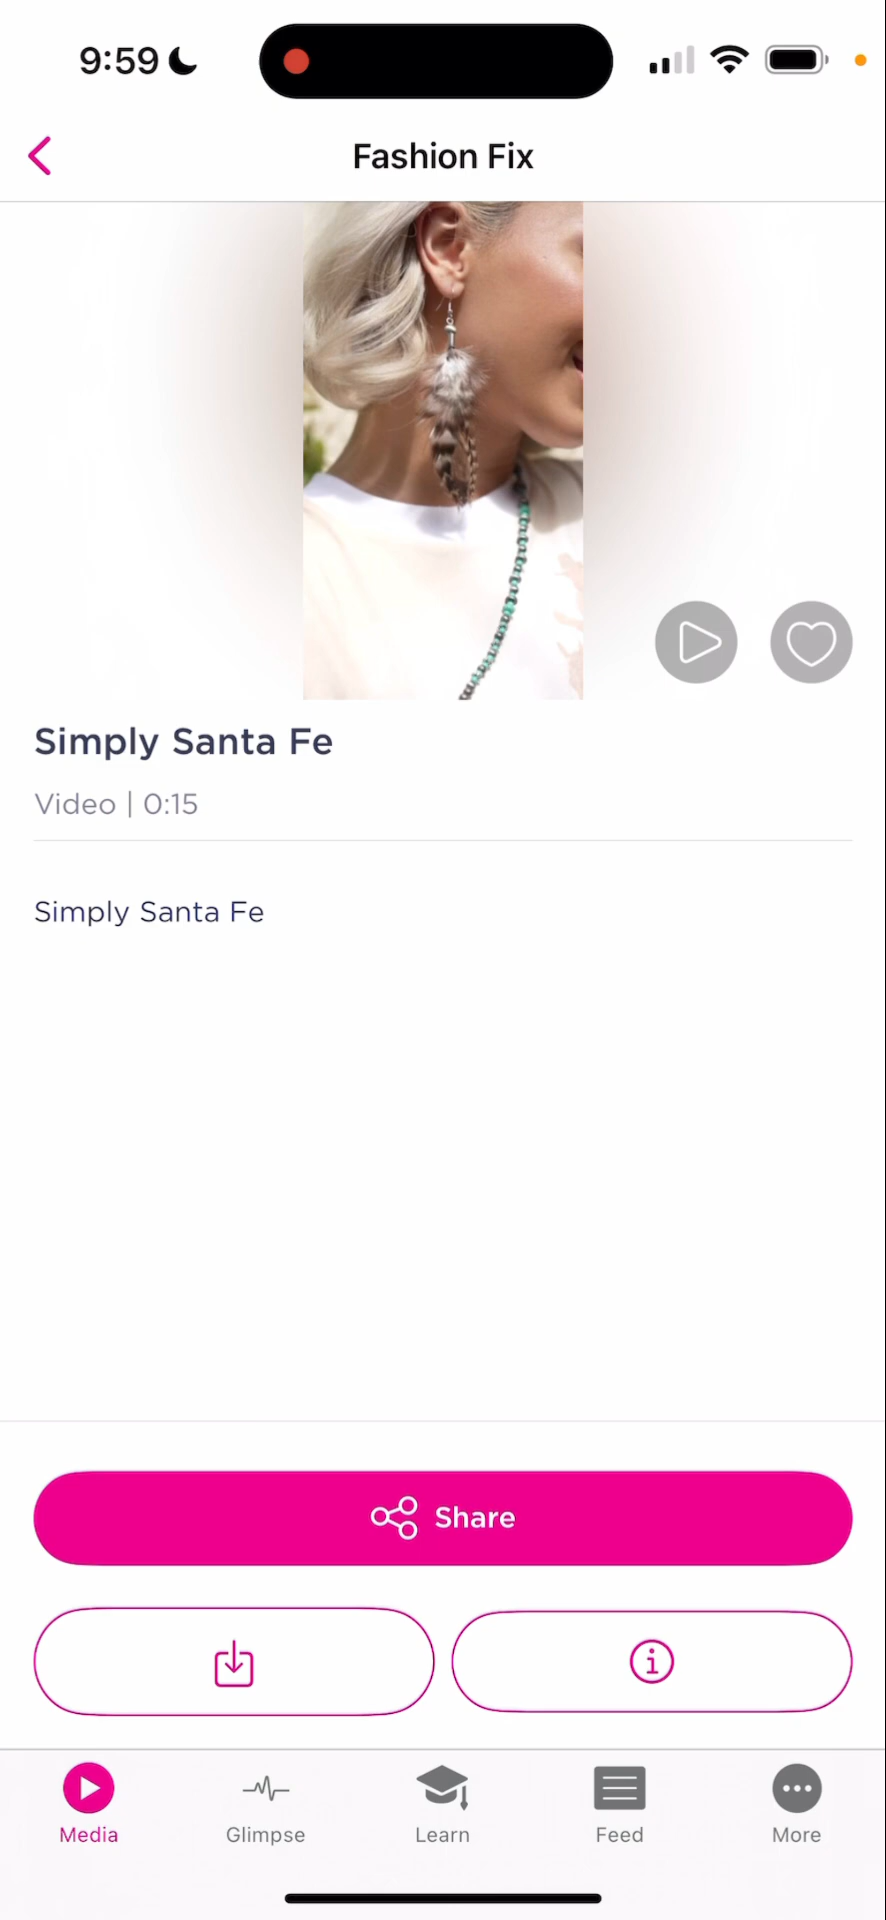 9:59
Fashion Fix
Simply Santa Fe
Video | 0:15
Simply Santa Fe
Share
Media
Glimpse
Learn
Feed
More